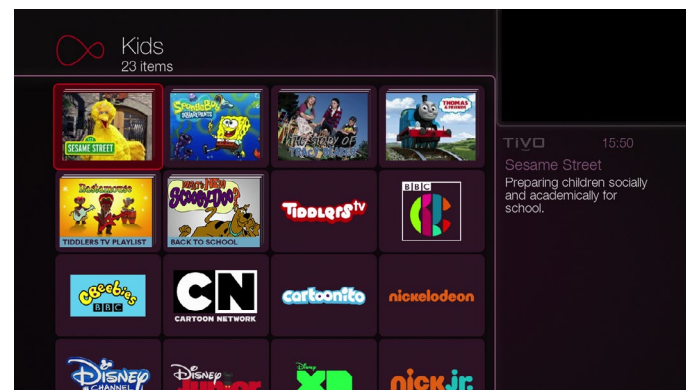 Kids
23 items
SESAME STREET
SpongeBob
SQUAREPANTS
THE STORY OF
THOMAS
& FRIENDS
TiVo 15:50
Sesame Street
Preparing children socially
and academically for
school.
Rastamouse
TIDDLERS TV PLAYLIST
WHAT'S NEW
SCOOBY-DOO?
BACK TO SCHOOL
TIDDLERS tv
BBC
CBeebies
BBC
CN
CARTOON NETWORK
cartoonito
nickelodeon
Disney
CHANNEL
Disney
Junior
Disney
XD
nick jr.